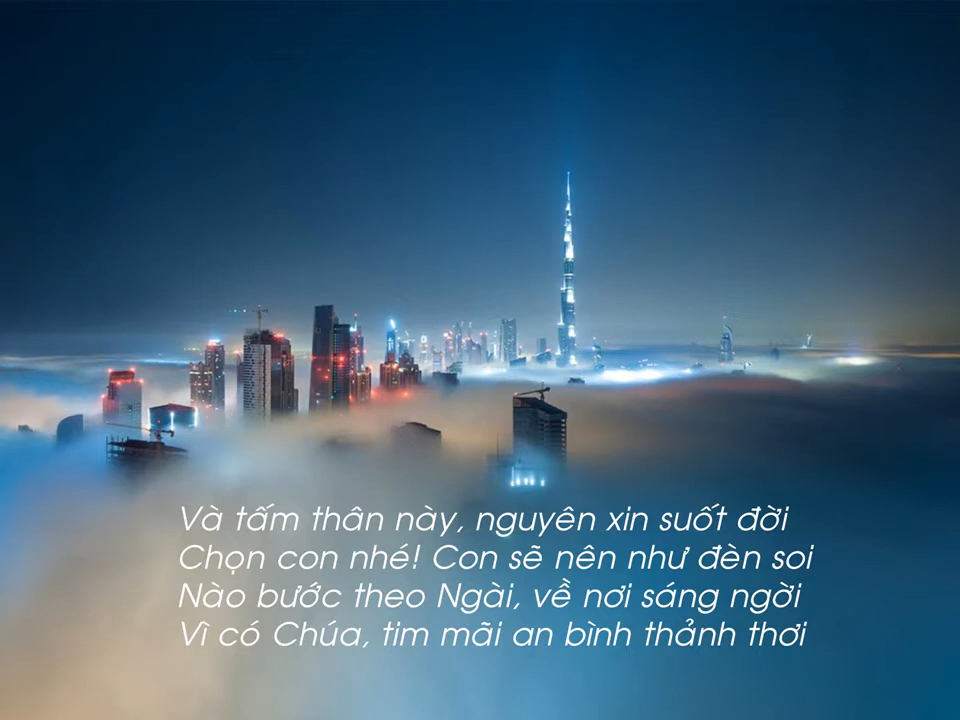 Và tấm thân này, nguyên xin suốt đời
Chọn con nhé! Con sẽ nên như đèn soi
Nào bước theo Ngài, về nơi sáng ngời
Vì có Chúa, tim mãi an bình thảnh thơi